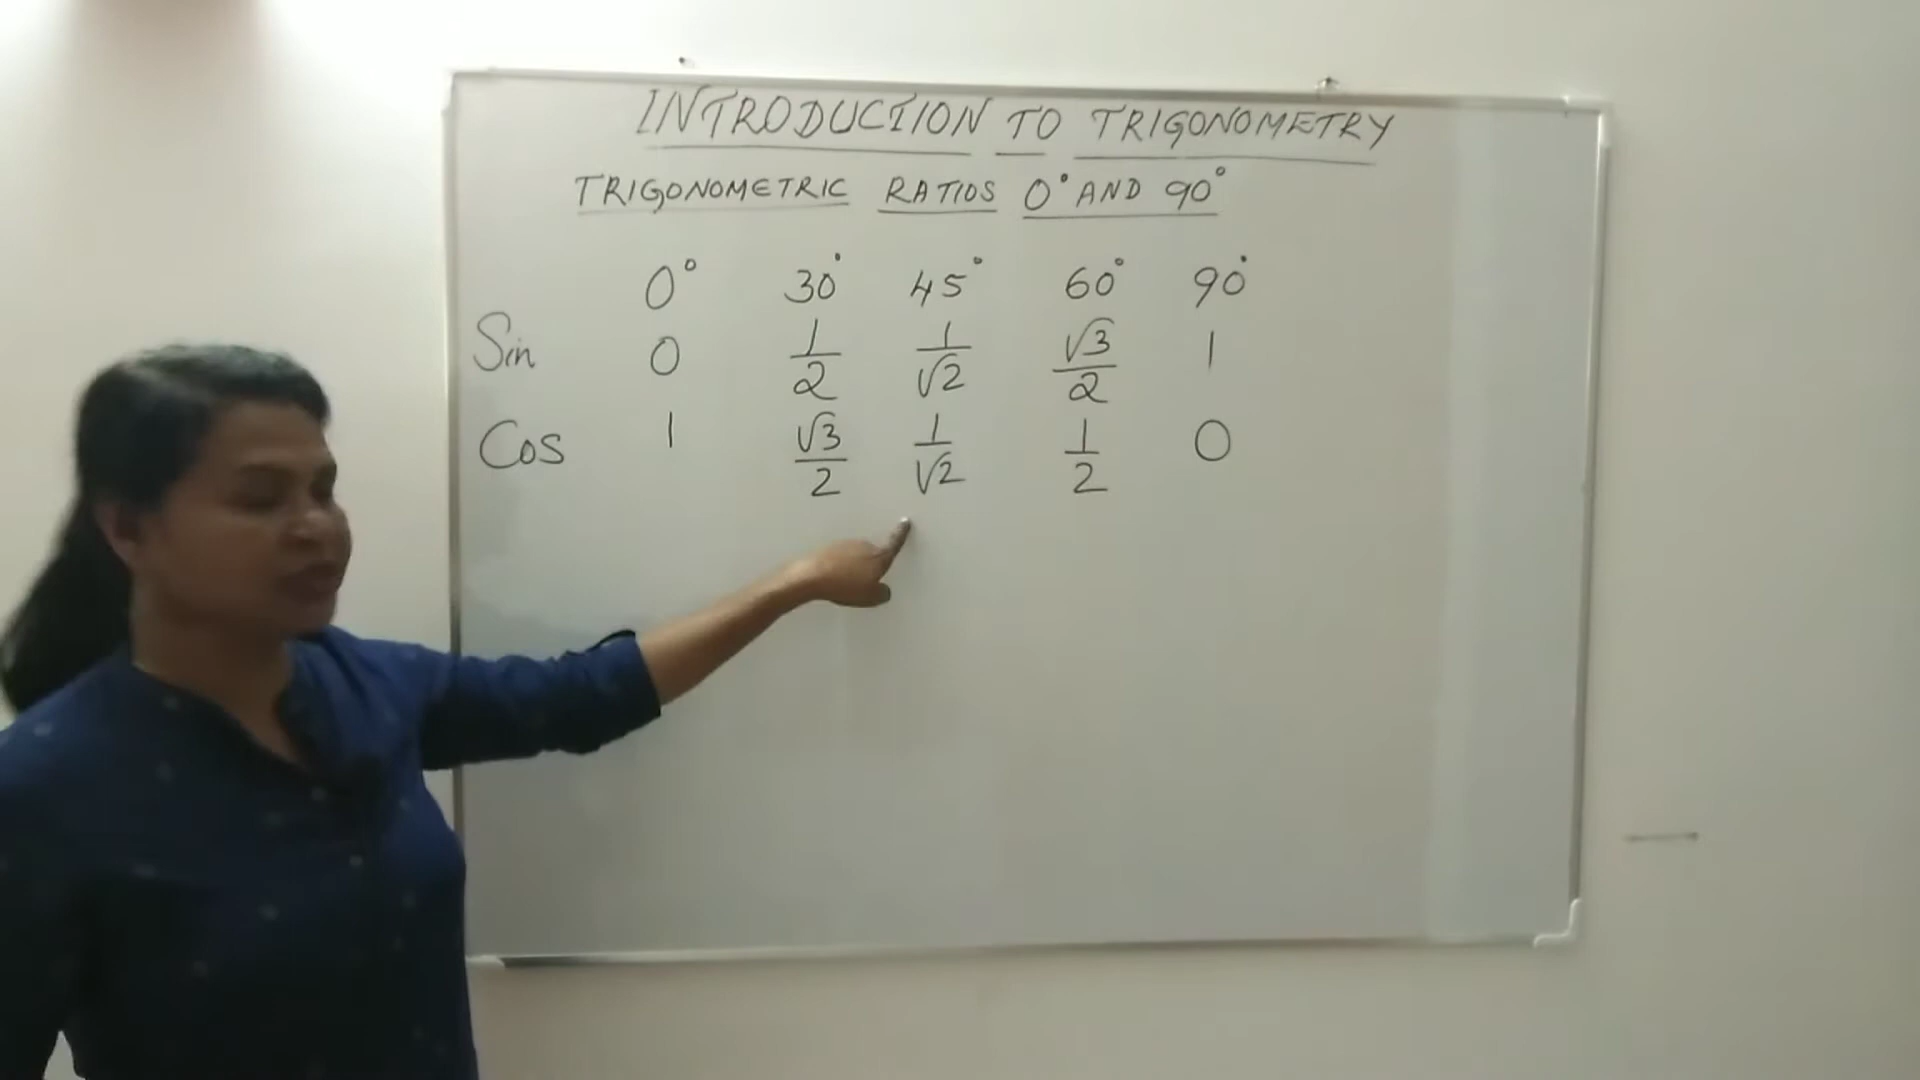 INTRODUCTION TO TRIGONOMETRY
TRIGONOMETRIC RATIOS 0° AND 90°
0° 30° 45° 60° 90°
Sin 0 1/2 1/√2 √3/2 1
Cos 1 √3/2 1/√2 1/2 0